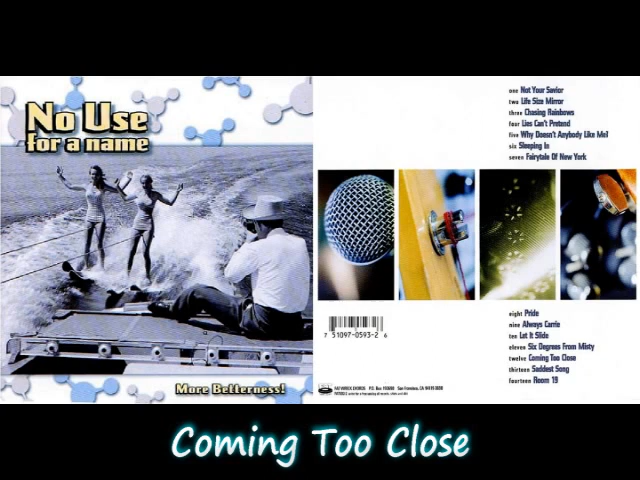 No Use
for a name
More Betterness!
one Not Your Savior
two Life Size Mirror
three Chasing Rainbows
four Lies Can't Pretend
five Why Doesn't Anybody Like Me?
six Sleeping In
seven Fairytale Of New York
7 51097-0593-2 6
eight Pride
nine Always Carrie
ten Let It Slide
eleven Six Degrees From Misty
twelve Coming Too Close
thirteen Saddest Song
fourteen Room 19
Coming Too Close